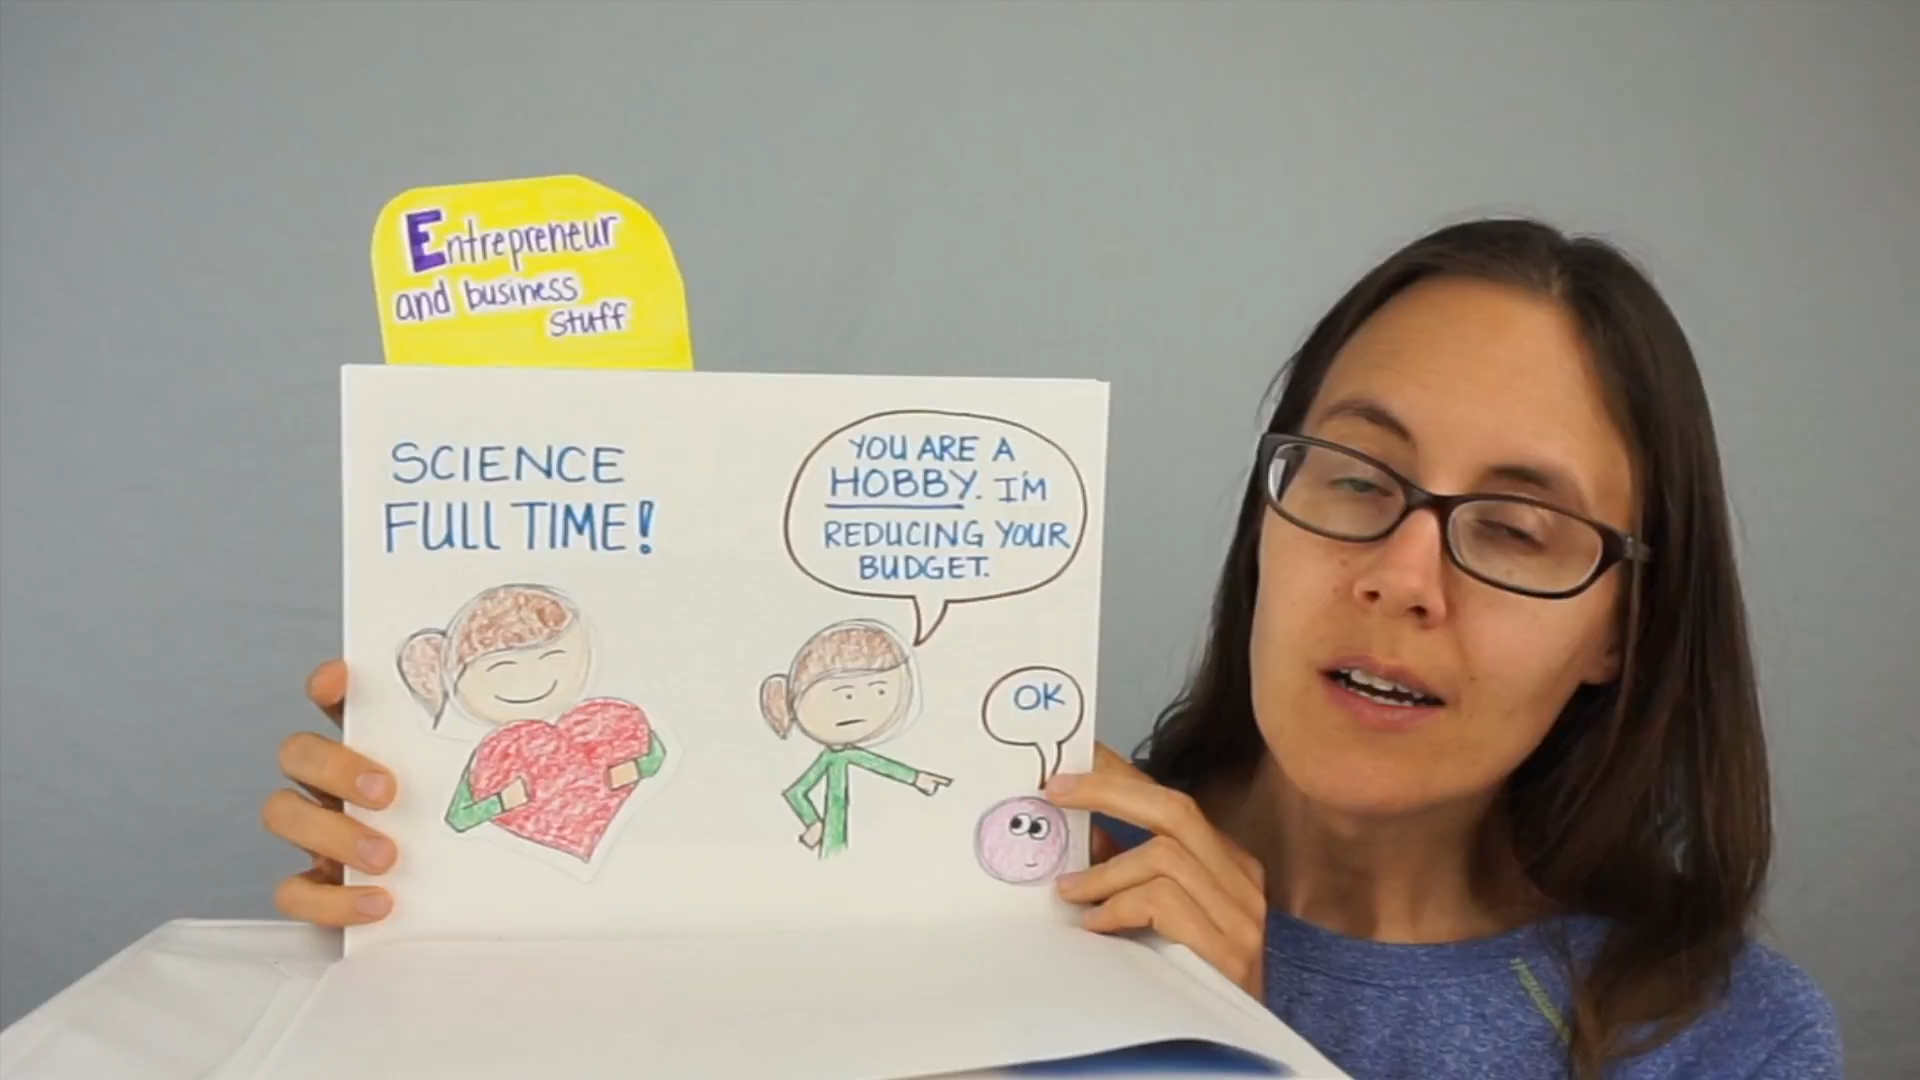 Entrepreneur
and business
stuff
SCIENCE
FULL TIME!
YOU ARE A
HOBBY. I'M
REDUCING YOUR
BUDGET.
OK